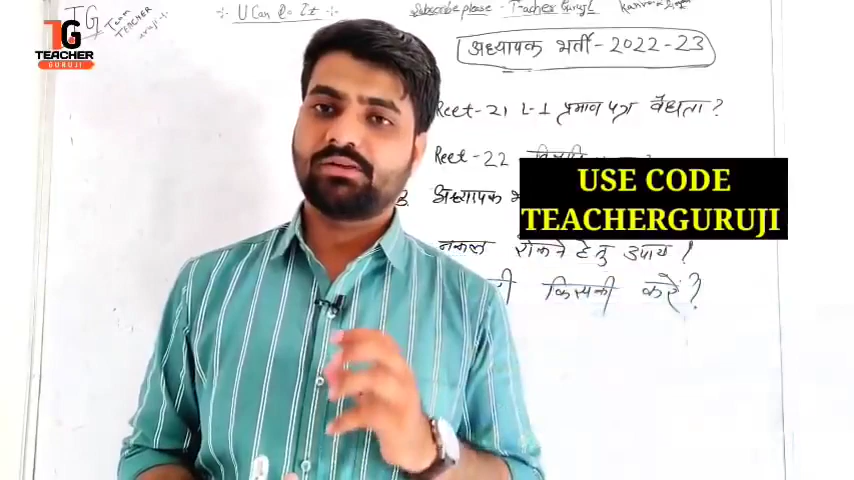 TG
Team
TEACHER
TG
TEACHER
GURUJI
U Can Do It
Subscribe please - Teacher Guruji
अध्यापक भर्ती - 2022-23
Reet-21 L-1 प्रमाण पत्र वैधता?
Reet-22
अध्यापक
नकल रोकने हेतु उपाय!
किसकी करें?
USE CODE
TEACHERGURUJI